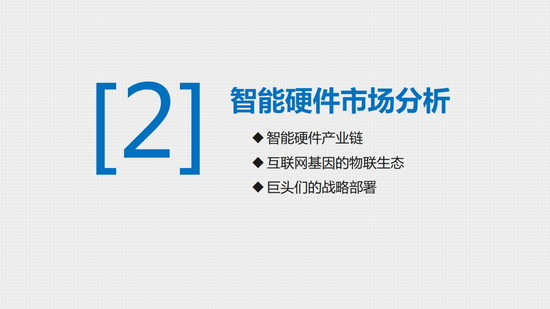 [2]
智能硬件市场分析
◆ 智能硬件产业链
◆ 互联网基因的物联生态
◆ 巨头们的战略部署